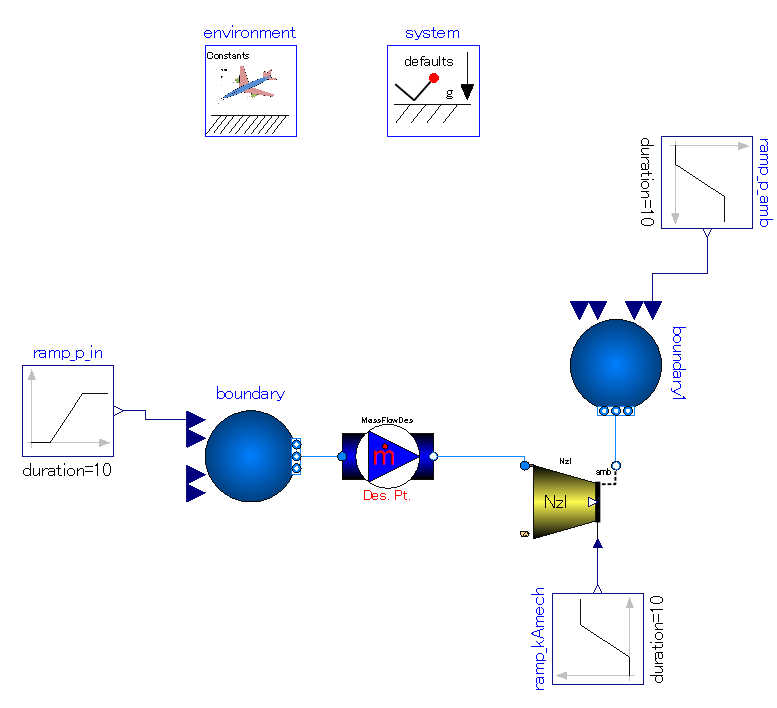 environment
system
Constants
defaults
g
ramp_p_amb
duration=10
ramp_p_in
duration=10
boundary
boundary1
MassFlowDes
ṁ
Des. Pt.
Nzl
amb
Nzl
ramp_kAmech
duration=10